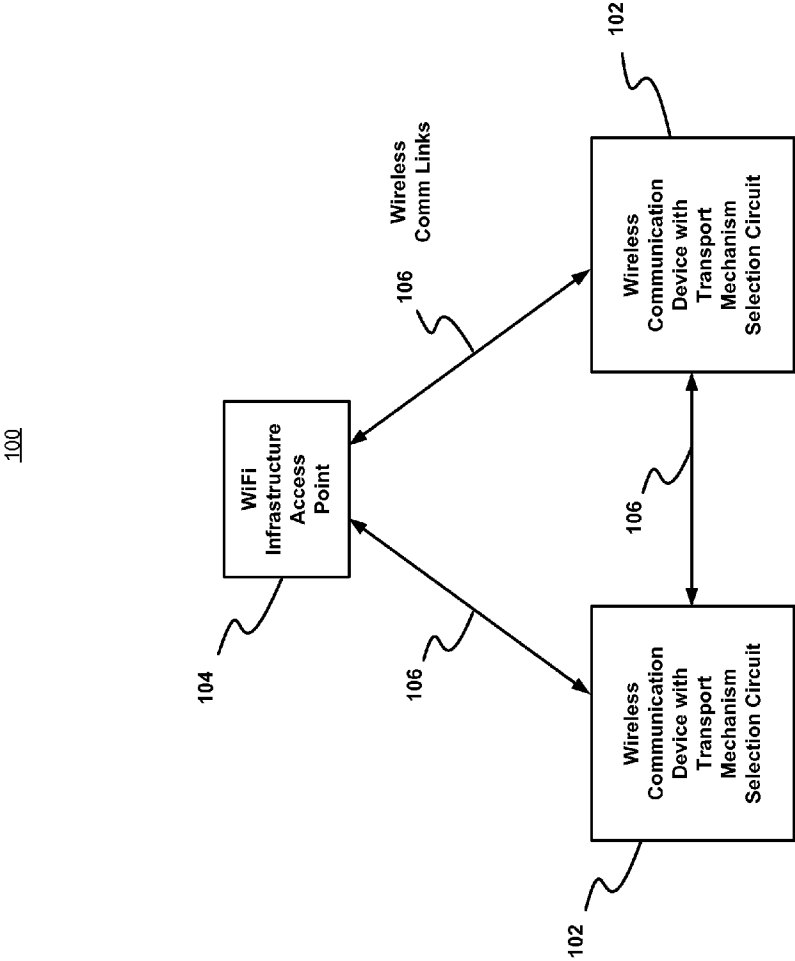 100
WiFi
Infrastructure
Access
Point
104
106
106
Wireless
Comm Links
Wireless
Communication
Device with
Transport
Mechanism
Selection Circuit
102
106
Wireless
Communication
Device with
Transport
Mechanism
Selection Circuit
102